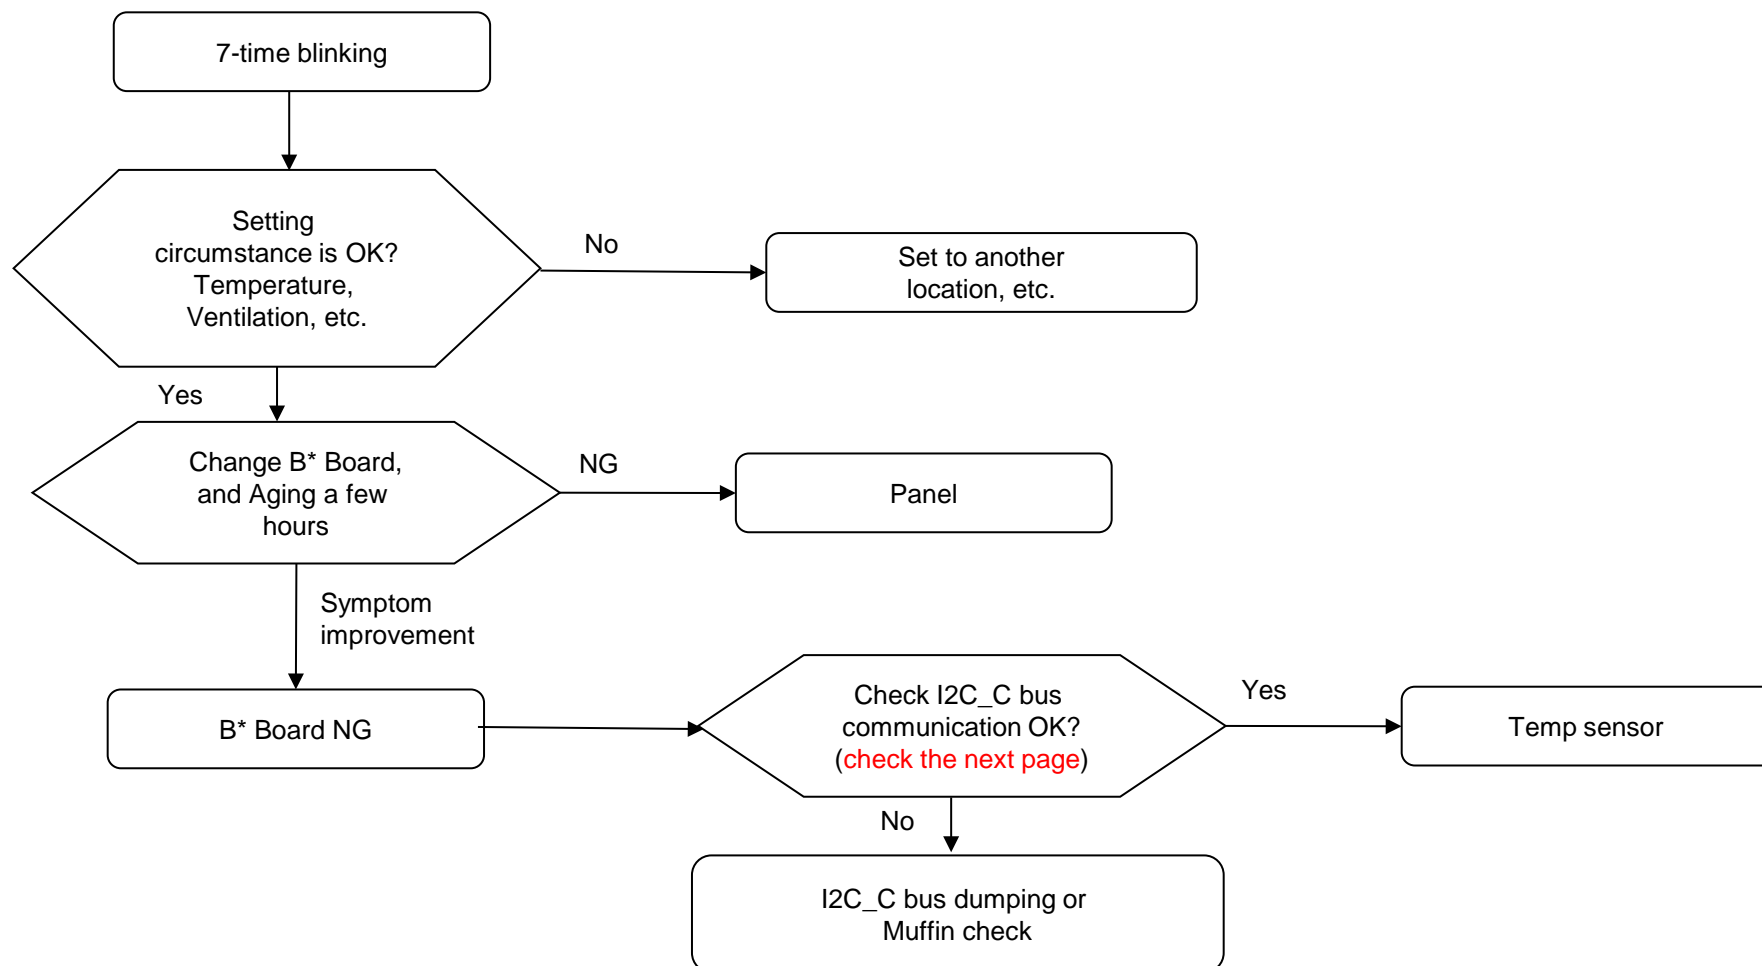 7-time blinking
Setting
circumstance is OK?
Temperature,
Ventilation, etc.
No
Set to another
location, etc.
Yes
Change B* Board,
and Aging a few
hours
NG
Panel
Symptom
improvement
B* Board NG
Check I2C_C bus
communication OK?
(check the next page)
Yes
Temp sensor
No
I2C_C bus dumping or
Muffin check